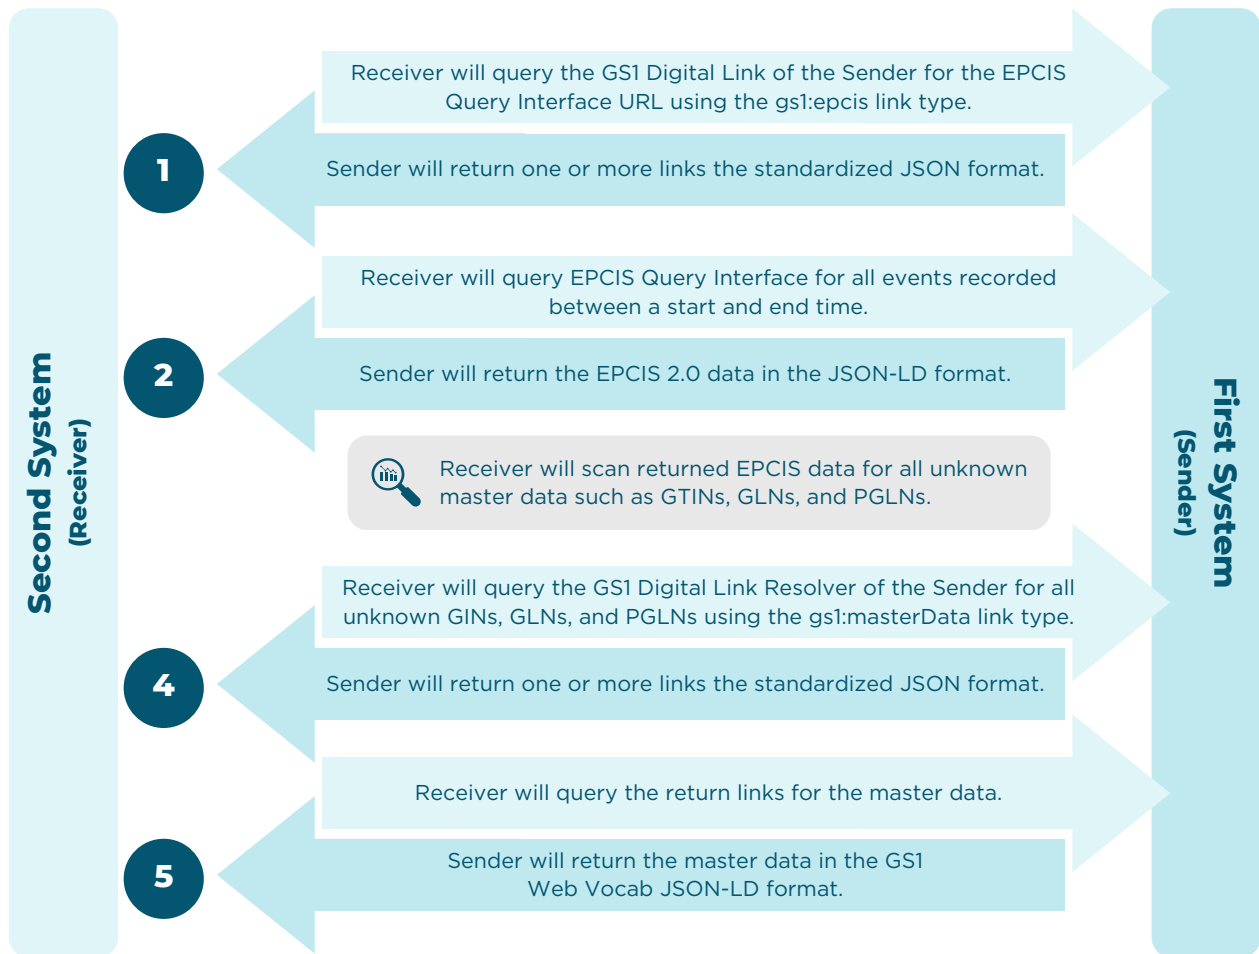 Second System
(Receiver)
Receiver will query the GS1 Digital Link of the Sender for the EPCIS
Query Interface URL using the gs1:epcis link type.
1
Sender will return one or more links the standardized JSON format.
Receiver will query EPCIS Query Interface for all events recorded
between a start and end time.
2
Sender will return the EPCIS 2.0 data in the JSON-LD format.
Receiver will scan returned EPCIS data for all unknown
master data such as GTINs, GLNs, and PGLNs.
Receiver will query the GS1 Digital Link Resolver of the Sender for all
unknown GINs, GLNs, and PGLNs using the gs1:masterData link type.
4
Sender will return one or more links the standardized JSON format.
Receiver will query the return links for the master data.
5
Sender will return the master data in the GS1
Web Vocab JSON-LD format.
First System
(Sender)